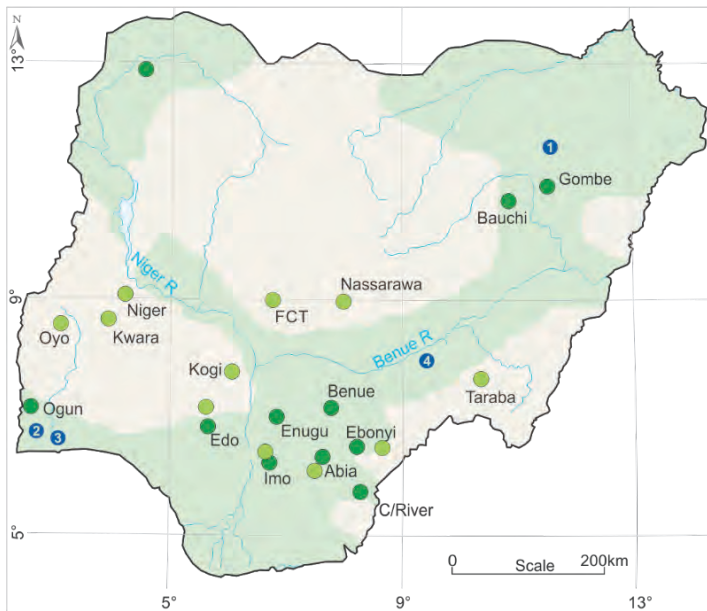 N
13°
1
Gombe
Bauchi
Niger R
9°
Nassarawa
Niger
FCT
Oyo
Kwara
Benue R
Kogi
4
Taraba
Benue
Ogun
2
3
Edo
Enugu
Ebonyi
Imo
Abia
C/River
5°
0
Scale
200km
5°
9°
13°